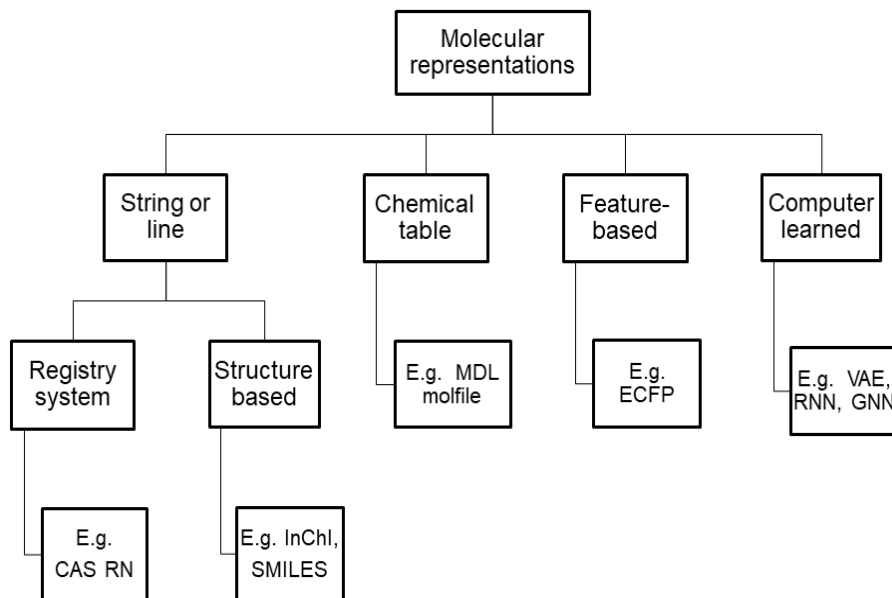 Molecular
representations
String or
line
Chemical
table
Feature-
based
Computer
learned
Registry
system
Structure
based
E.g. MDL
molfile
E.g.
ECFP
E.g. VAE,
RNN, GNN
E.g.
CAS RN
E.g. InChI,
SMILES